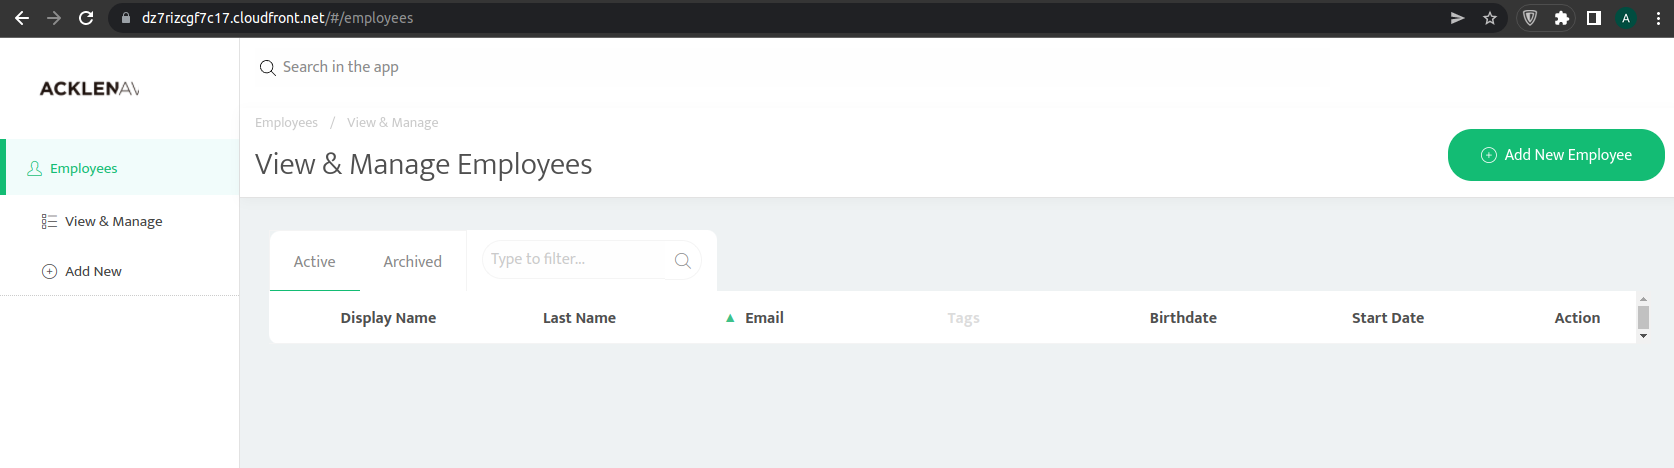 dz7rizcgf7c17.cloudfront.net/#/employees
A
ACKLENAV
Search in the app
Employees / View & Manage
View & Manage Employees
Add New Employee
Employees
View & Manage
Add New
Active Archived Type to filter...
Display Name Last Name Email Tags Birthdate Start Date Action